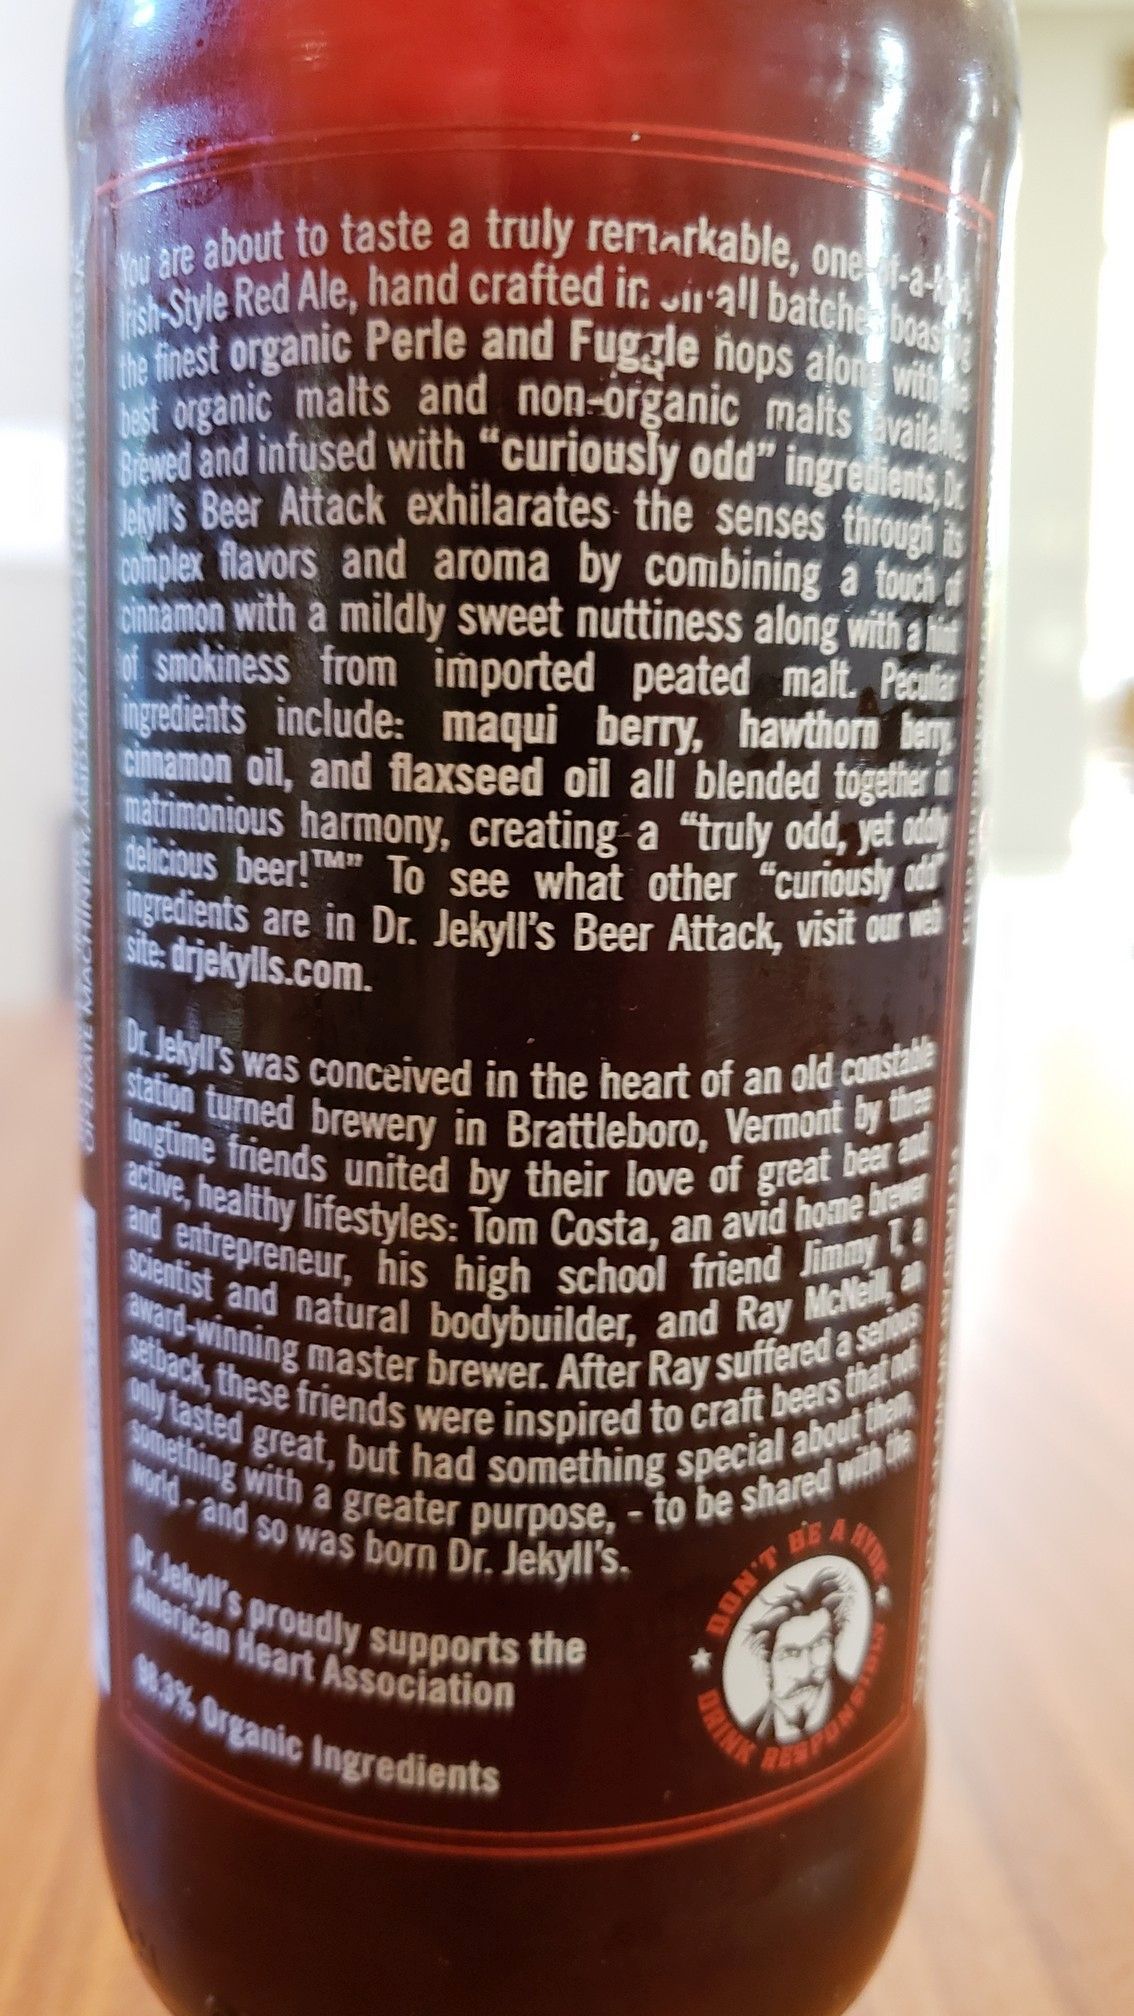 You are about to taste a truly remarkable, one-of-a-kind,
Irish-Style Red Ale, hand crafted in small batches boasting
the finest organic Perle and Fuggle hops along with the
best organic malts and non-organic malts available.
Brewed and infused with “curiously odd” ingredients, Dr.
Jekyll's Beer Attack exhilarates the senses through its
complex flavors and aroma by combining a touch of
cinnamon with a mildly sweet nuttiness along with a hint
of smokiness from imported peated malt. Peculiar
ingredients include: maqui berry, hawthorn berry,
cinnamon oil, and flaxseed oil all blended together in
matrimonious harmony, creating a “truly odd, yet oddly
delicious beer!™” To see what other “curiously odd”
ingredients are in Dr. Jekyll's Beer Attack, visit our web
site: drjekylls.com.
Dr. Jekyll's was conceived in the heart of an old constable
station turned brewery in Brattleboro, Vermont by three
longtime friends united by their love of great beer and
active, healthy lifestyles: Tom Costa, an avid home brewer
and entrepreneur, his high school friend Jimmy T, a
scientist and natural bodybuilder, and Ray McNeill, an
award-winning master brewer. After Ray suffered a serious
setback, these friends were inspired to craft beers that not
only tasted great, but had something special about them,
something with a greater purpose, - to be shared with the
world - and so was born Dr. Jekyll's.
Dr. Jekyll's proudly supports the
American Heart Association
98.3% Organic Ingredients
DON'T BE A HYDE
DRINK RESPONSIBLY